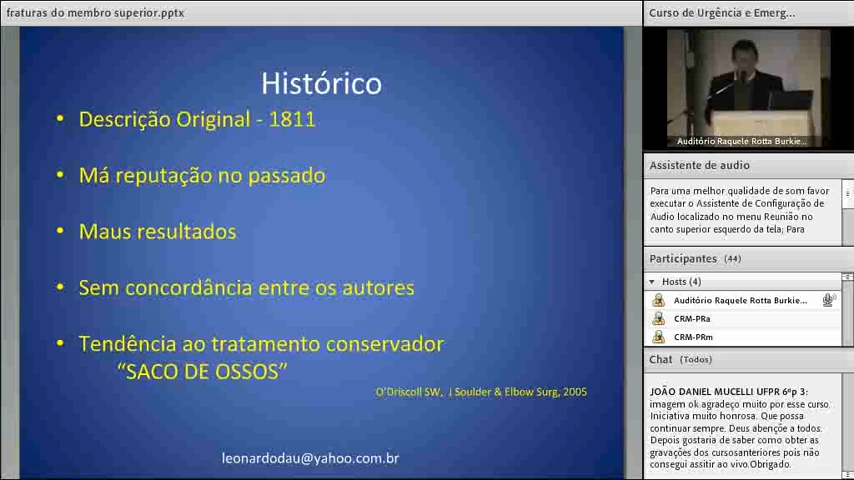 fraturas do membro superior.pptx
Histórico
• Descrição Original - 1811
• Má reputação no passado
• Maus resultados
• Sem concordância entre os autores
• Tendência ao tratamento conservador
“SACO DE OSSOS”
O'Driscoll SW, J Soulder & Elbow Surg, 2005
leonardodau@yahoo.com.br
Curso de Urgência e Emerg...
Auditório Raquele Rotta Burkie...
Assistente de audio
Para uma melhor qualidade de som favor
executar o Assistente de Configuração de
Audio localizado no menu Reunião no
canto superior esquerdo da tela; Para
Participantes (44)
Hosts (4)
Auditório Raquele Rotta Burkie...
CRM-PRa
CRM-PRm
Chat (Todos)
JOÃO DANIEL MUCELLI UFPR 6ºp 3:
imagem ok agradeço muito por esse curso.
Iniciativa muito honrosa. Que possa
continuar sempre. Deus abençõe a todos.
Depois gostaria de saber como obter as
gravações dos cursosanteriores pois não
consegui assitir ao vivo.Obrigado.